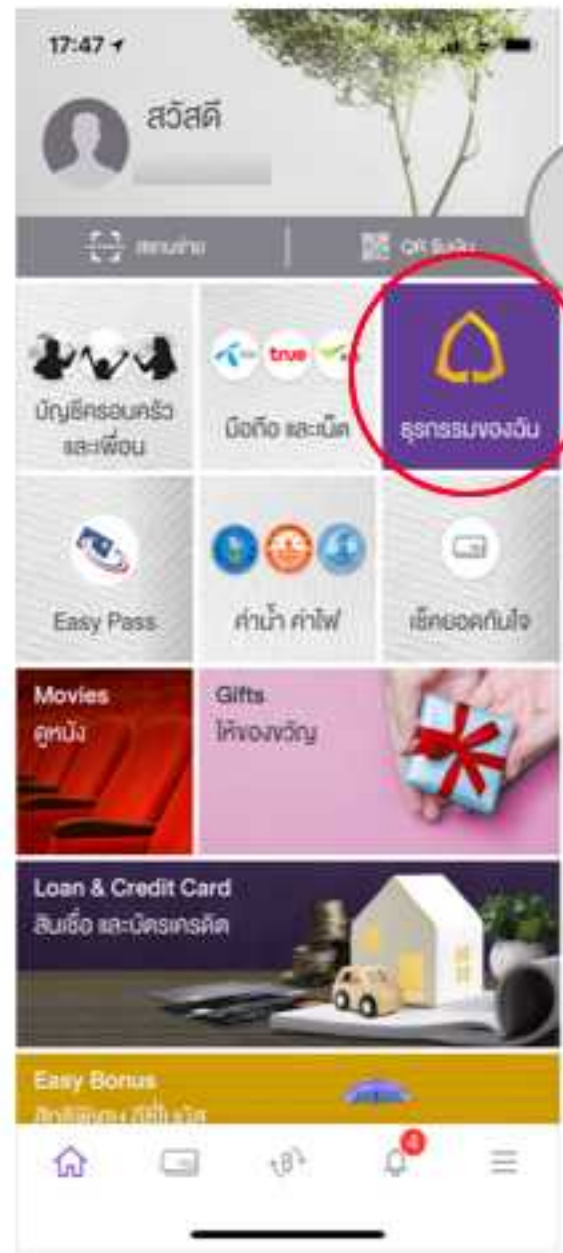 17:47
สวัสดี
สแกนจ่าย
QR รับเงิน
บัญชีครอบครัว
และเพื่อน
true
มือถือ และเน็ต
ธุรกรรมของฉัน
Easy Pass
ค่าน้ำ ค่าไฟ
เช็คยอดทันใจ
Movies
ดูหนัง
Gifts
ให้ของขวัญ
Loan & Credit Card
สินเชื่อ และบัตรเครดิต
Easy Bonus
4